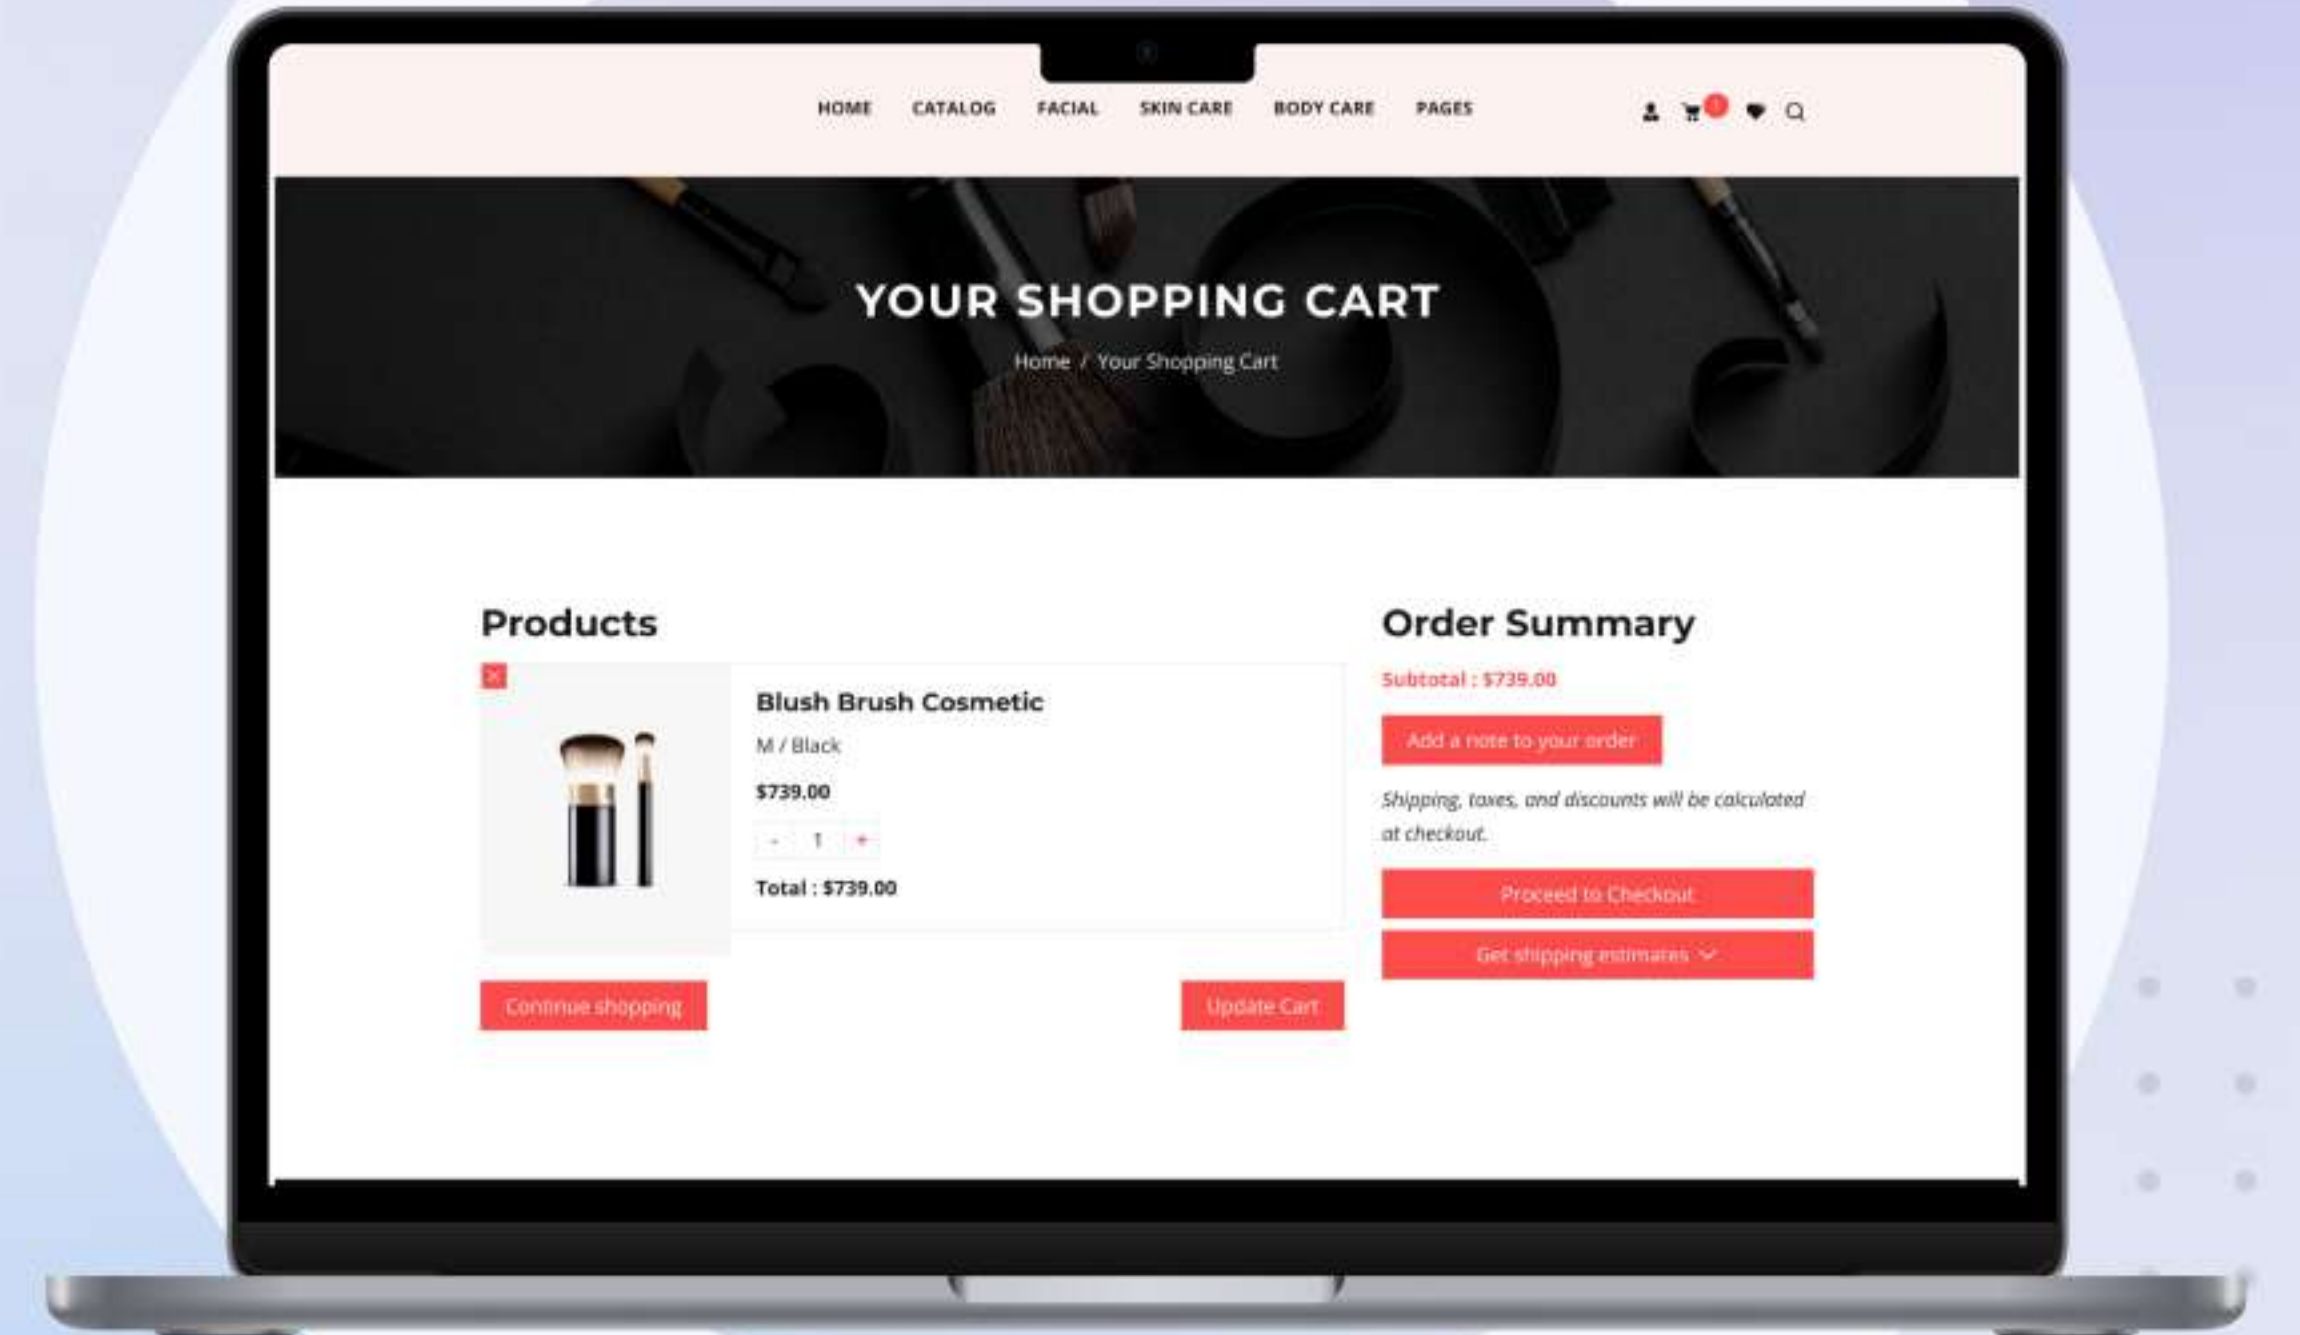 HOME CATALOG FACIAL SKIN CARE BODY CARE PAGES
1
YOUR SHOPPING CART
Home / Your Shopping Cart
Products
Blush Brush Cosmetic
M / Black
$739.00
- 1 +
Total : $739.00
Continue shopping
Update Cart
Order Summary
Subtotal : $739.00
Add a note to your order
Shipping, taxes, and discounts will be calculated
at checkout.
Proceed to Checkout
Get shipping estimates